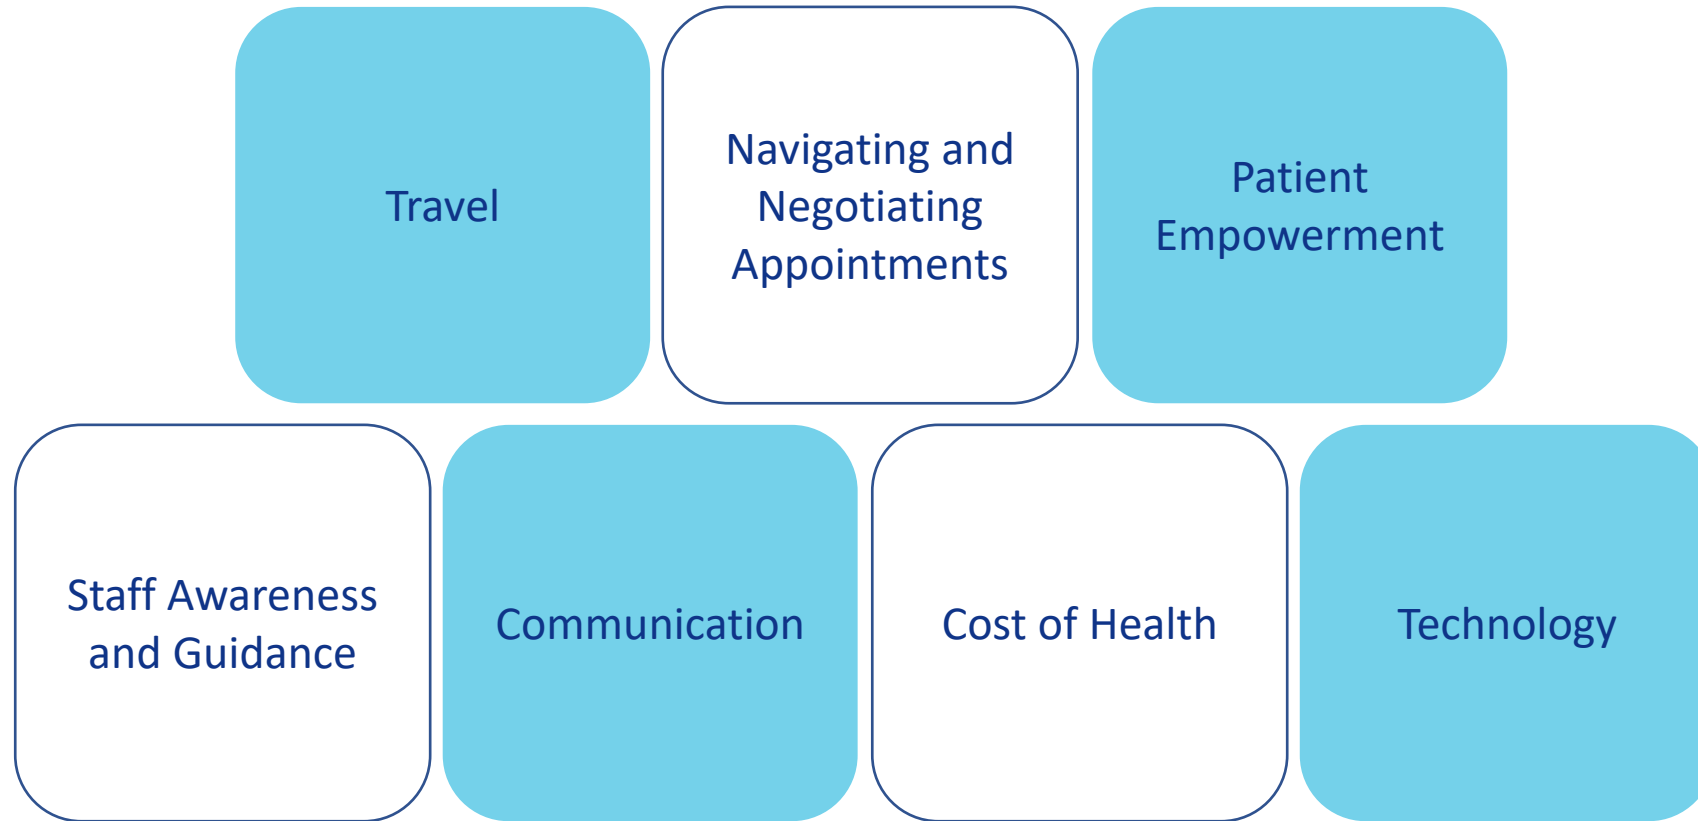 Travel
Navigating and
Negotiating
Appointments
Patient
Empowerment
Staff Awareness
and Guidance
Communication
Cost of Health
Technology